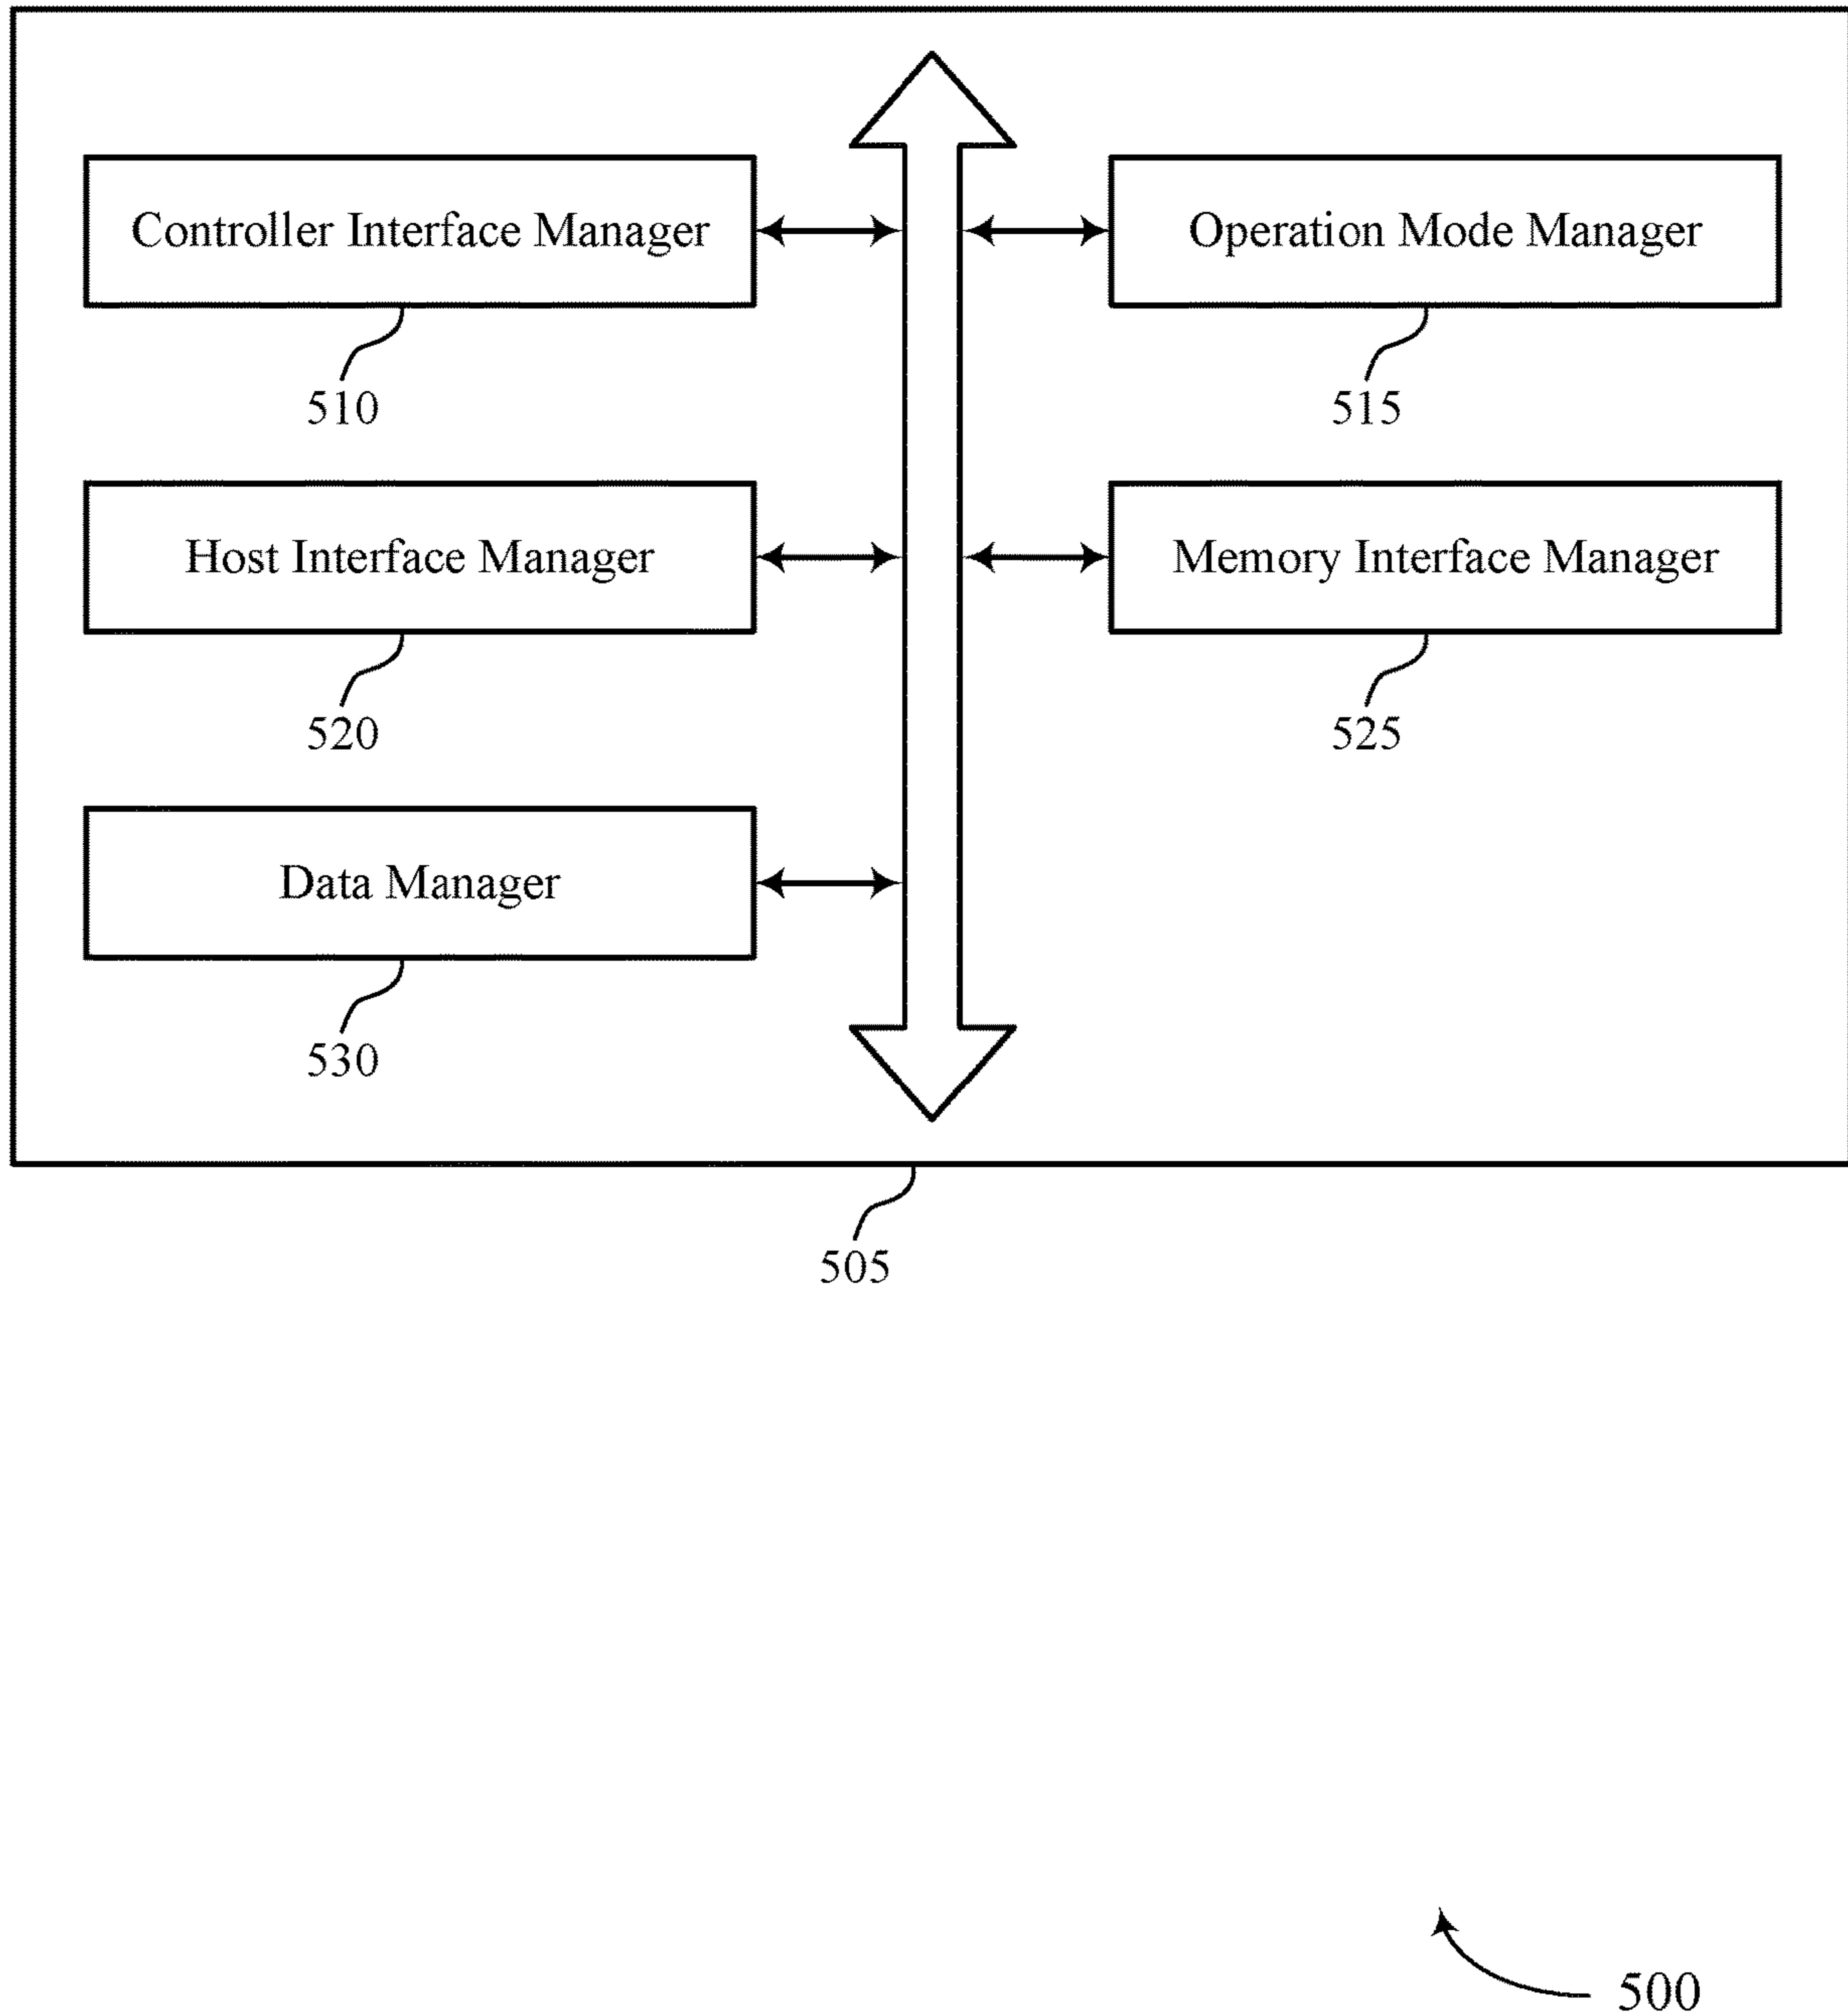 Controller Interface Manager
Operation Mode Manager
510
515
Host Interface Manager
Memory Interface Manager
520
525
Data Manager
530
505
500